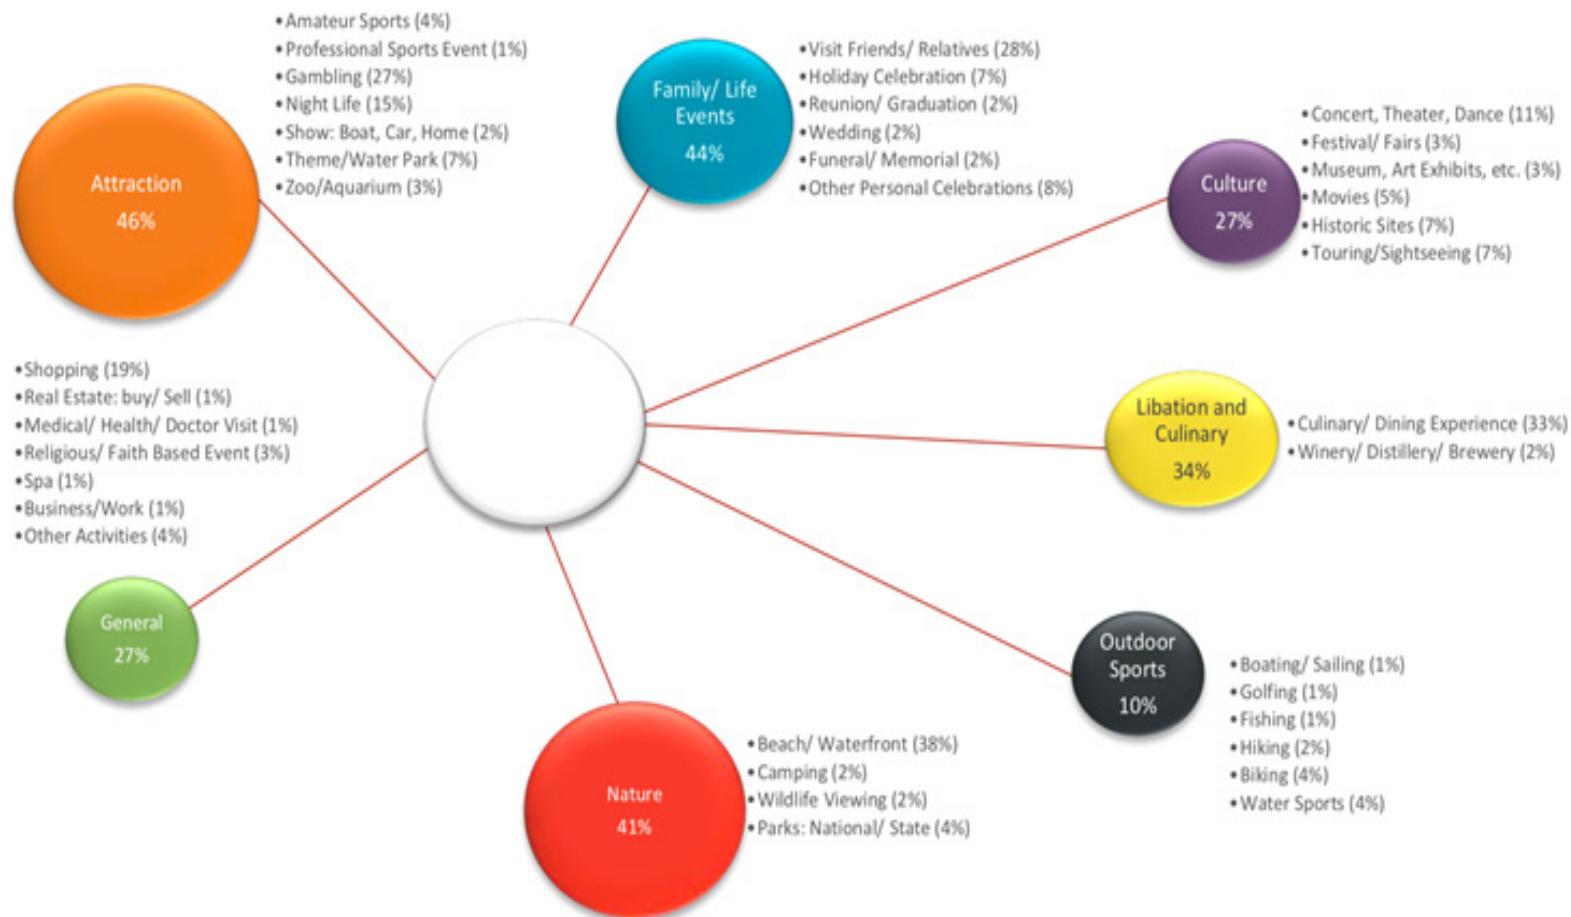 •Amateur Sports (4%)
•Professional Sports Event (1%)
•Gambling (27%)
•Night Life (15%)
•Show: Boat, Car, Home (2%)
•Theme/Water Park (7%)
•Zoo/Aquarium (3%)
Attraction
46%
Family/ Life
Events
44%
•Visit Friends/ Relatives (28%)
•Holiday Celebration (7%)
•Reunion/ Graduation (2%)
•Wedding (2%)
•Funeral/ Memorial (2%)
•Other Personal Celebrations (8%)
Culture
27%
•Concert, Theater, Dance (11%)
•Festival/ Fairs (3%)
•Museum, Art Exhibits, etc. (3%)
•Movies (5%)
•Historic Sites (7%)
•Touring/Sightseeing (7%)
•Shopping (19%)
•Real Estate: buy/ Sell (1%)
•Medical/ Health/ Doctor Visit (1%)
•Religious/ Faith Based Event (3%)
•Spa (1%)
•Business/Work (1%)
•Other Activities (4%)
General
27%
Libation and
Culinary
34%
•Culinary/ Dining Experience (33%)
•Winery/ Distillery/ Brewery (2%)
Outdoor
Sports
10%
•Boating/ Sailing (1%)
•Golfing (1%)
•Fishing (1%)
•Hiking (2%)
•Biking (4%)
•Water Sports (4%)
Nature
41%
•Beach/ Waterfront (38%)
•Camping (2%)
•Wildlife Viewing (2%)
•Parks: National/ State (4%)